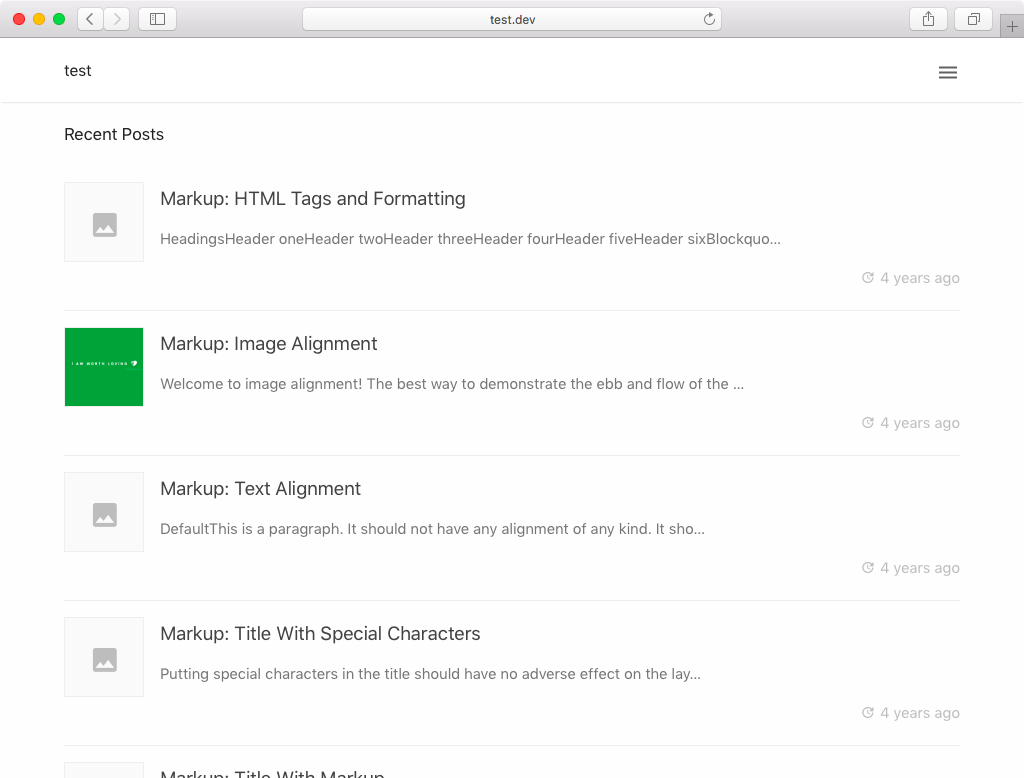 test.dev
test
Recent Posts
Markup: HTML Tags and Formatting
HeadingsHeader oneHeader twoHeader threeHeader fourHeader fiveHeader sixBlockquo...
4 years ago
Markup: Image Alignment
I AM WORTH LOVING
Welcome to image alignment! The best way to demonstrate the ebb and flow of the ...
4 years ago
Markup: Text Alignment
DefaultThis is a paragraph. It should not have any alignment of any kind. It sho...
4 years ago
Markup: Title With Special Characters
Putting special characters in the title should have no adverse effect on the lay...
4 years ago
Markup: Title With Markup